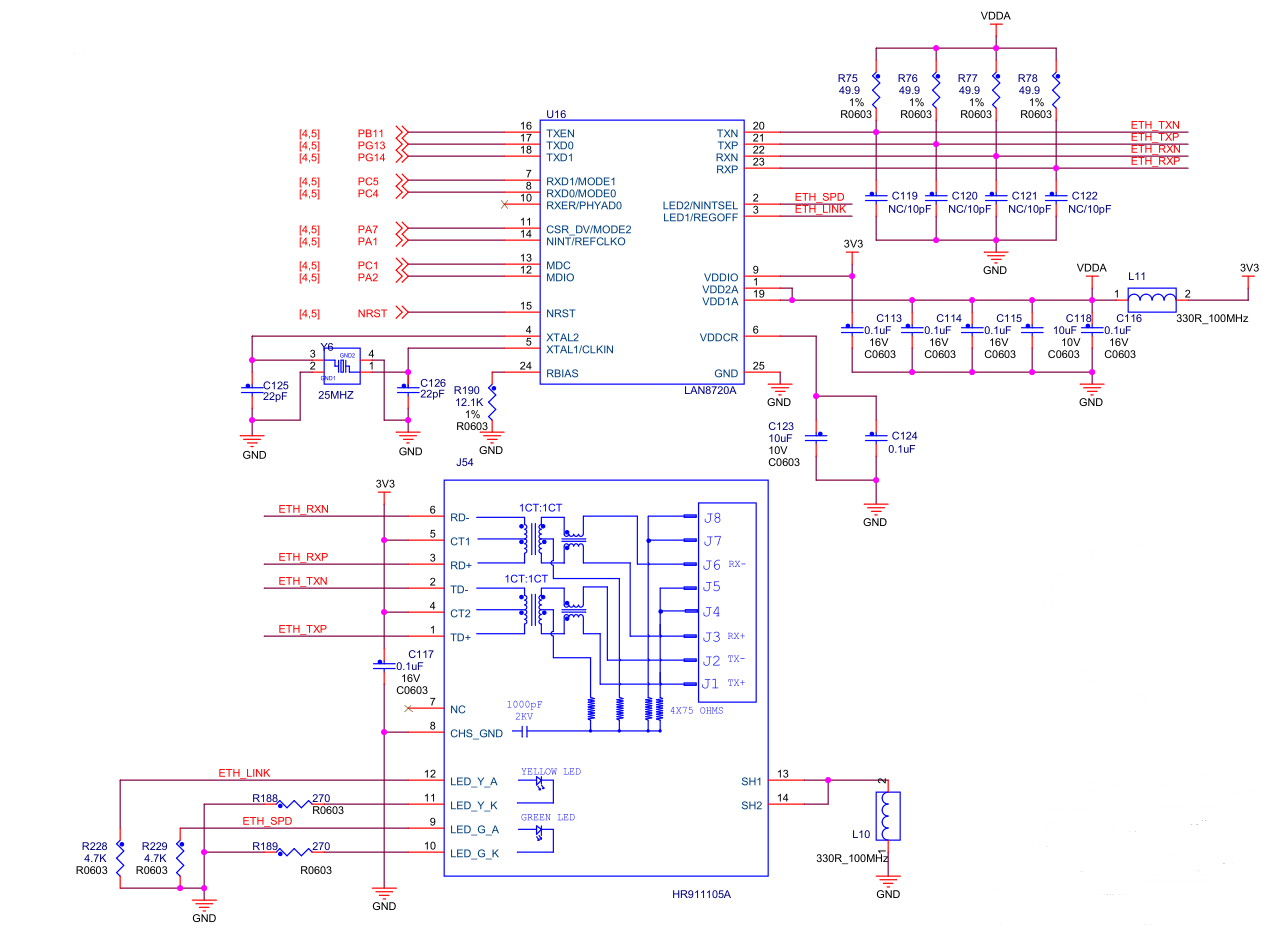 VDDA
R75
49.9
1%
R0603
R76
49.9
1%
R0603
R77
49.9
1%
R0603
R78
49.9
1%
R0603
U16
[4,5] PB11 16 TXEN
[4,5] PG13 17 TXD0
[4,5] PG14 18 TXD1
[4,5] PC5 7 RXD1/MODE1
[4,5] PC4 8 RXD0/MODE0
10 RXER/PHYAD0
[4,5] PA7 11 CSR_DV/MODE2
[4,5] PA1 14 NINT/REFCLKO
[4,5] PC1 13 MDC
[4,5] PA2 12 MDIO
[4,5] NRST 15 NRST
4 XTAL2
5 XTAL1/CLKIN
24 RBIAS
TXN 20 ETH_TXN
TXP 21 ETH_TXP
RXN 22 ETH_RXN
RXP 23 ETH_RXP
LED2/NINTSEL 2 ETH_SPD
LED1/REGOFF 3 ETH_LINK
VDDIO 9
VDD2A 1
VDD1A 19
VDDCR 6
GND 25
LAN8720A
GND
C119
NC/10pF
C120
NC/10pF
C121
NC/10pF
C122
NC/10pF
GND
3V3
VDDA
L11
1 2
330R_100MHz
3V3
C113
0.1uF
16V
C0603
C114
0.1uF
16V
C0603
C115
0.1uF
16V
C0603
C118
10uF
10V
C0603
C116
0.1uF
16V
C0603
GND
C123
10uF
10V
C0603
C124
0.1uF
GND
Y6
3 GND2 4
2 GND1 1
25MHZ
C125
22pF
GND
C126
22pF
GND
R190
12.1K
1%
R0603
GND
J54
3V3
ETH_RXN 6 RD-
5 CT1
ETH_RXP 3 RD+
ETH_TXN 2 TD-
4 CT2
ETH_TXP 1 TD+
C117
0.1uF
16V
C0603
7 NC
8 CHS_GND
ETH_LINK 12 LED_Y_A
R188 270 11 LED_Y_K
R0603
ETH_SPD 9 LED_G_A
R189 270 10 LED_G_K
R0603
R228
4.7K
R0603
R229
4.7K
R0603
GND
GND
1CT:1CT
1CT:1CT
J8
J7
J6 RX-
J5
J4
J3 RX+
J2 TX-
J1 TX+
1000pF
2KV
4X75 OHMS
YELLOW LED
GREEN LED
SH1 13
SH2 14
HR911105A
2
L10
1
330R_100MHz
GND